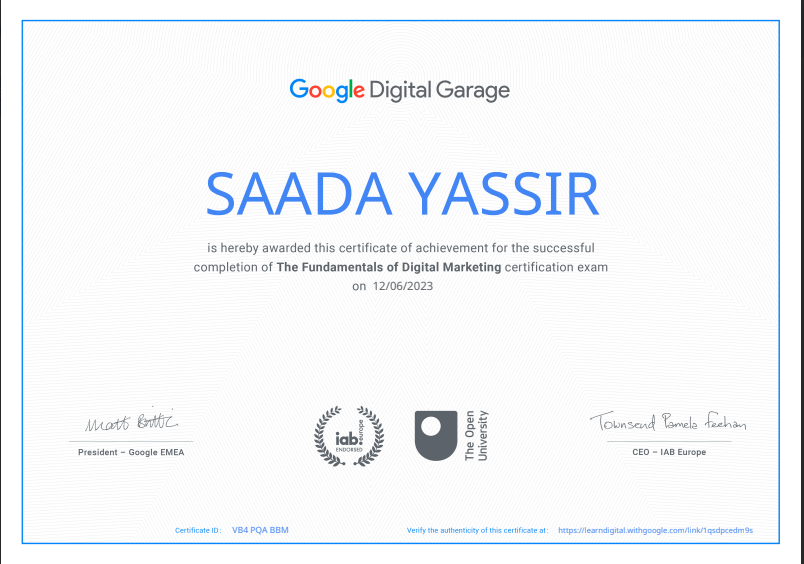 Google Digital Garage
SAADA YASSIR
is hereby awarded this certificate of achievement for the successful
completion of The Fundamentals of Digital Marketing certification exam
on 12/06/2023
Matt Brittin
Townsend Pamela Feehan
President – Google EMEA
iab europe
ENDORSED
The Open
University
CEO – IAB Europe
Certificate ID : VB4 PQA BBM
Verify the authenticity of this certificate at: https://learndigital.withgoogle.com/link/1qsdpcedm9s